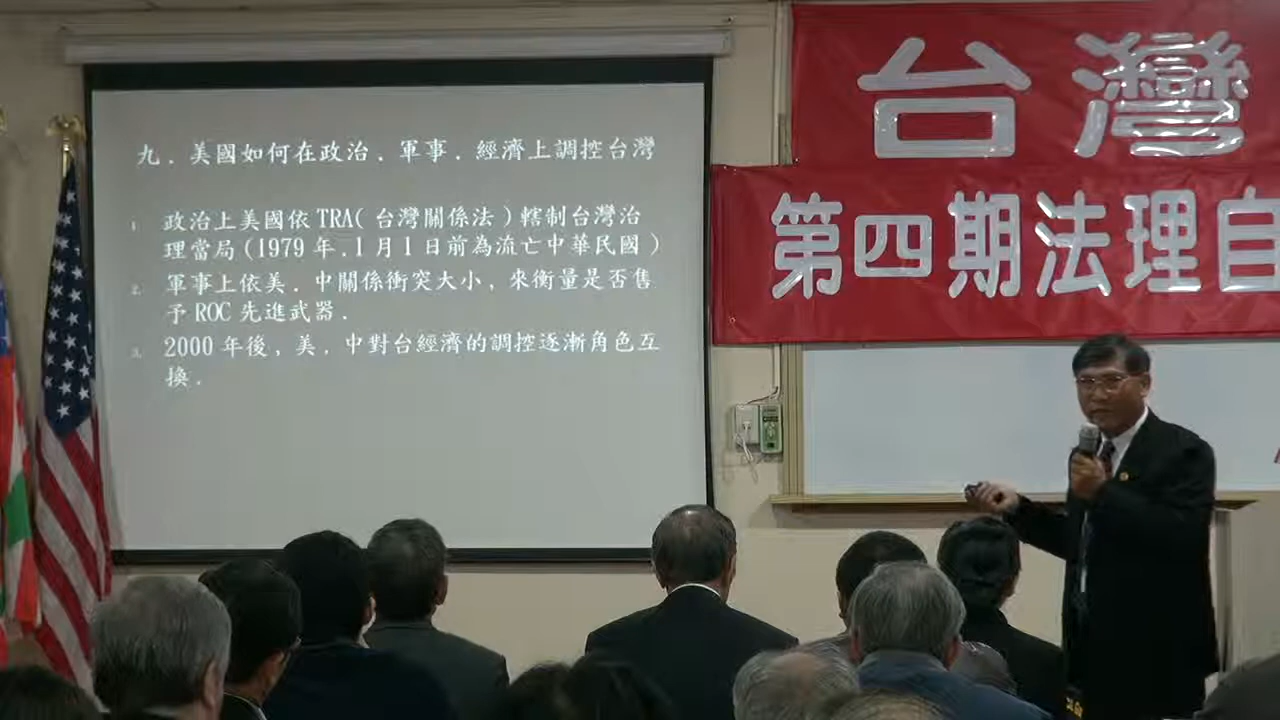 九．美國如何在政治．軍事．經濟上調控台灣
1. 政治上美國依TRA(台灣關係法)轄制台灣治
理當局(1979年.1月1日前為流亡中華民國)
2. 軍事上依美．中關係衝突大小，來衡量是否售
予ROC先進武器．
3. 2000年後，美．中對台經濟的調控逐漸角色互
換．
台灣
第四期法理自